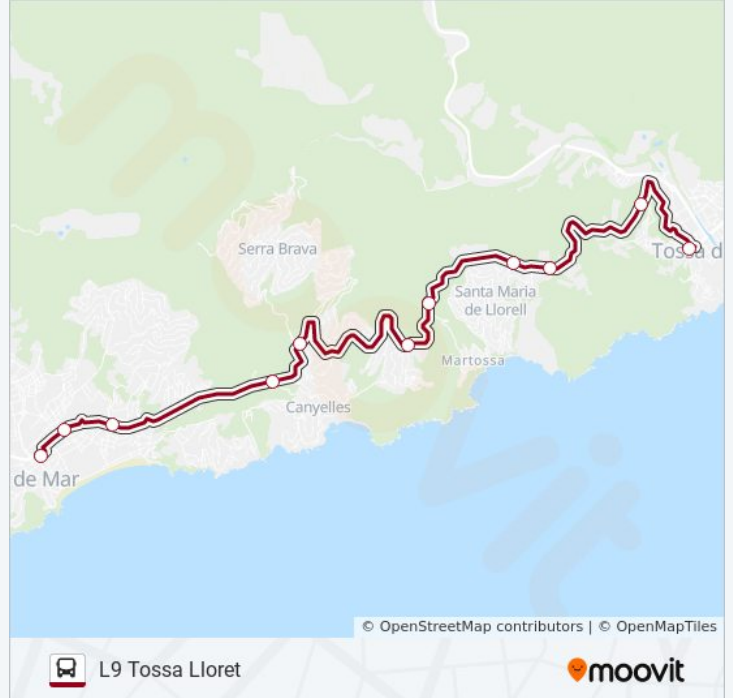 Serra Brava
Tossa d
Santa Maria
de Llorell
Martossa
Canyelles
de Mar
© OpenStreetMap contributors | © OpenMapTiles
L9 Tossa Lloret
moovit